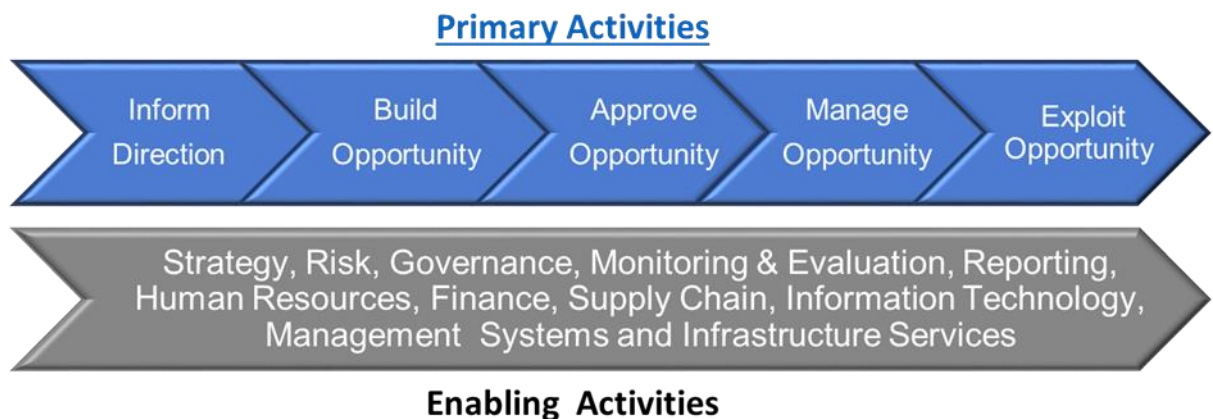 Primary Activities
Inform
Direction
Build
Opportunity
Approve
Opportunity
Manage
Opportunity
Exploit
Opportunity
Strategy, Risk, Governance, Monitoring & Evaluation, Reporting,
Human Resources, Finance, Supply Chain, Information Technology,
Management Systems and Infrastructure Services
Enabling Activities